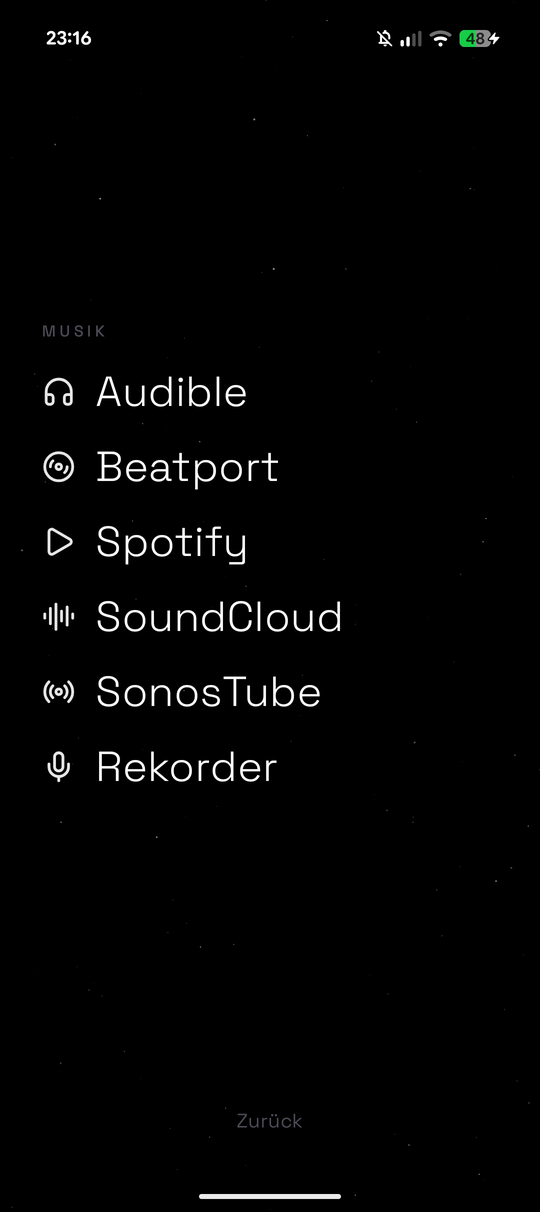 23:16
48
MUSIK
Audible
Beatport
Spotify
SoundCloud
SonosTube
Rekorder
Zurück